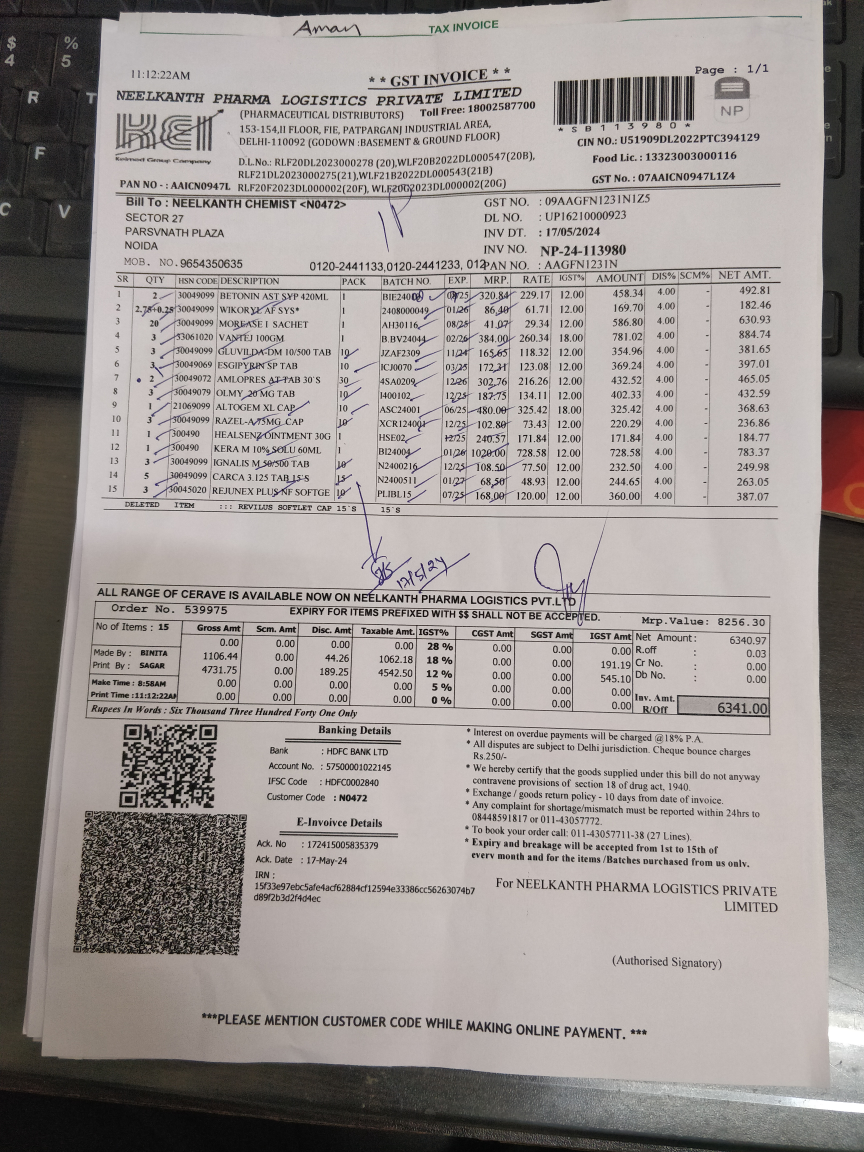 Aman
TAX INVOICE
11:12:22AM
* * GST INVOICE * *
Page : 1/1
NEELKANTH PHARMA LOGISTICS PRIVATE LIMITED
(PHARMACEUTICAL DISTRIBUTORS) Toll Free: 18002587700
153-154,II FLOOR, FIE, PATPARGANJ INDUSTRIAL AREA,
DELHI-110092 (GODOWN :BASEMENT & GROUND FLOOR)
KEI
Keimed Group Company
D.L.No.: RLF20DL2023000278 (20),WLF20B2022DL000547(20B),
RLF21DL2023000275(21),WLF21B2022DL000543(21B)
RLF20F2023DL000002(20F), WLF20G2023DL000002(20G)
PAN NO - : AAICN0947L
* S B 1 1 3 9 8 0 *
NP
CIN NO.: U51909DL2022PTC394129
Food Lic. : 13323003000116
GST No. : 07AAICN0947L1Z4
Bill To : NEELKANTH CHEMIST <N0472>
SECTOR 27
PARSVNATH PLAZA
NOIDA
MOB. NO.9654350635
0120-2441133,0120-2441233, 012
GST NO. : 09AAGFN1231N1Z5
DL NO. : UP16210000923
INV DT. : 17/05/2024
INV NO. NP-24-113980
PAN NO. : AAGFN1231N
SR QTY HSN CODE DESCRIPTION PACK BATCH NO. EXP. MRP. RATE IGST% AMOUNT DIS% SCM% NET AMT.
1 2 30049099 BETONIN AST SYP 420ML 1 320.84 229.17 12.00 458.34 4.00 - 492.81
2 2.75+0.25 30049099 WIKORYL AF SYS* 1 2408000049 01/26 86.40 61.71 12.00 169.70 4.00 - 182.46
3 20 30049099 MOREASE 1 SACHET 1 AH30116 08/25 41.07 29.34 12.00 586.80 4.00 - 630.93
4 3 33061020 VANTEJ 100GM 1 B.BV24044 02/26 384.00 260.34 18.00 781.02 4.00 - 884.74
5 3 30049099 GLUVILDA-DM 10/500 TAB 10 JZAF2309 11/24 165.65 118.32 12.00 354.96 4.00 - 381.65
6 3 30049069 ESGIPYRIN SP TAB 10 ICJ0070 03/25 172.31 123.08 12.00 369.24 4.00 - 397.01
7 2 30049072 AMLOPRES AT TAB 30`S 30 4SA0209 12/26 302.76 216.26 12.00 432.52 4.00 - 465.05
8 3 30049079 OLMY 20 MG TAB 10 I400102 12/25 187.75 134.11 12.00 402.33 4.00 - 432.59
9 1 21069099 ALTOGEM XL CAP 10 ASC24001 06/25 480.00 325.42 18.00 325.42 4.00 - 368.63
10 3 30049099 RAZEL-A/75MG CAP 10 XCR124001 12/25 102.80 73.43 12.00 220.29 4.00 - 236.86
11 1 300490 HEALSENZ OINTMENT 30G 1 HSE02 12/25 240.57 171.84 12.00 171.84 4.00 - 184.77
12 1 300490 KERA M 10% SOLU 60ML 1 BI24004 01/26 1020.00 728.58 12.00 728.58 4.00 - 783.37
13 3 30049099 IGNALIS M 50/500 TAB 10 N2400216 12/25 108.50 77.50 12.00 232.50 4.00 - 249.98
14 5 30049099 CARCA 3.125 TAB 15`S 15 N2400511 01/27 68.50 48.93 12.00 244.65 4.00 - 263.05
15 3 30045020 REJUNEX PLUS NF SOFTGE 10 PLIBL15 07/25 168.00 120.00 12.00 360.00 4.00 - 387.07
DELETED ITEM ::: REVILUS SOFTLET CAP 15`S 15`S
17/5/24
ALL RANGE OF CERAVE IS AVAILABLE NOW ON NEELKANTH PHARMA LOGISTICS PVT.LTD
Order No. 539975 EXPIRY FOR ITEMS PREFIXED WITH $$ SHALL NOT BE ACCEPTED. Mrp.Value: 8256.30
No of Items : 15 Gross Amt Scm. Amt Disc. Amt Taxable Amt. IGST% CGST Amt SGST Amt IGST Amt
0.00 0.00 0.00 0.00 28 % 0.00 0.00 0.00
1106.44 0.00 44.26 1062.18 18 % 0.00 0.00 191.19
4731.75 0.00 189.25 4542.50 12 % 0.00 0.00 545.10
0.00 0.00 0.00 0.00 5 % 0.00 0.00 0.00
0.00 0.00 0.00 0.00 0 % 0.00 0.00 0.00
Made By : BINITA
Print By : SAGAR
Make Time : 8:58AM
Print Time :11:12:22AM
Net Amount: 6340.97
R.off : 0.03
Cr No. : 0.00
Db No. : 0.00
Inv. Amt. R/Off 6341.00
Rupees In Words : Six Thousand Three Hundred Forty One Only
Banking Details
Bank : HDFC BANK LTD
Account No. : 57500001022145
IFSC Code : HDFC0002840
Customer Code : N0472
E-Invoivce Details
Ack. No : 172415005835379
Ack. Date : 17-May-24
IRN :
15f33e97ebc5afe4acf62884cf12594e33386cc56263074b7
d89f2b3d2f4d4ec
* Interest on overdue payments will be charged @18% P.A.
* All disputes are subject to Delhi jurisdiction. Cheque bounce charges
Rs.250/-
* We hereby certify that the goods supplied under this bill do not anyway
contravene provisions of section 18 of drug act, 1940.
* Exchange / goods return policy - 10 days from date of invoice.
* Any complaint for shortage/mismatch must be reported within 24hrs to
08448591817 or 011-43057772.
* To book your order call: 011-43057711-38 (27 Lines).
* Expiry and breakage will be accepted from 1st to 15th of
every month and for the items /Batches purchased from us only.
For NEELKANTH PHARMA LOGISTICS PRIVATE
LIMITED
(Authorised Signatory)
***PLEASE MENTION CUSTOMER CODE WHILE MAKING ONLINE PAYMENT. ***